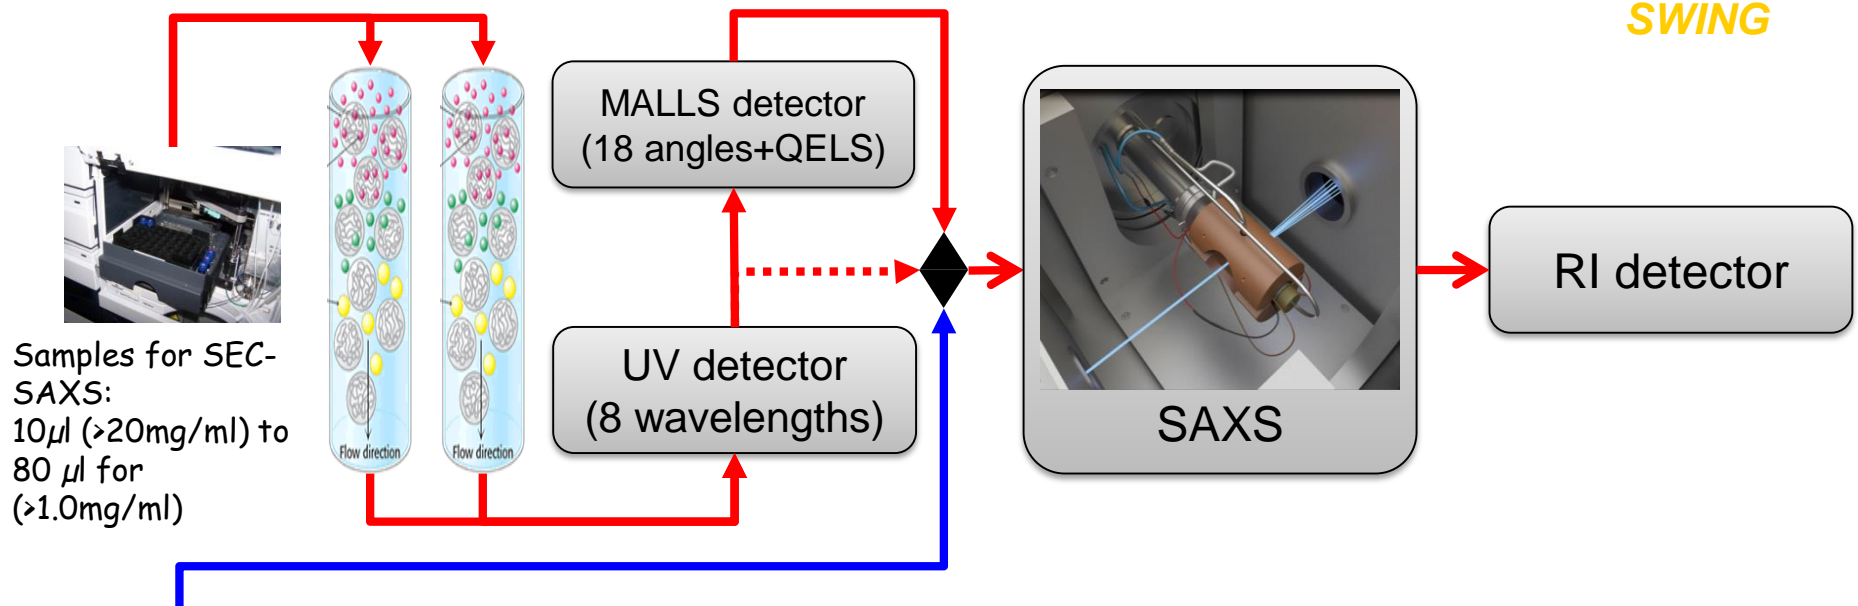 SWING
MALLS detector
(18 angles+QELS)
RI detector
Samples for SEC-
SAXS:
10µl (>20mg/ml) to
80 µl for
(>1.0mg/ml)
Flow direction
Flow direction
UV detector
(8 wavelengths)
SAXS